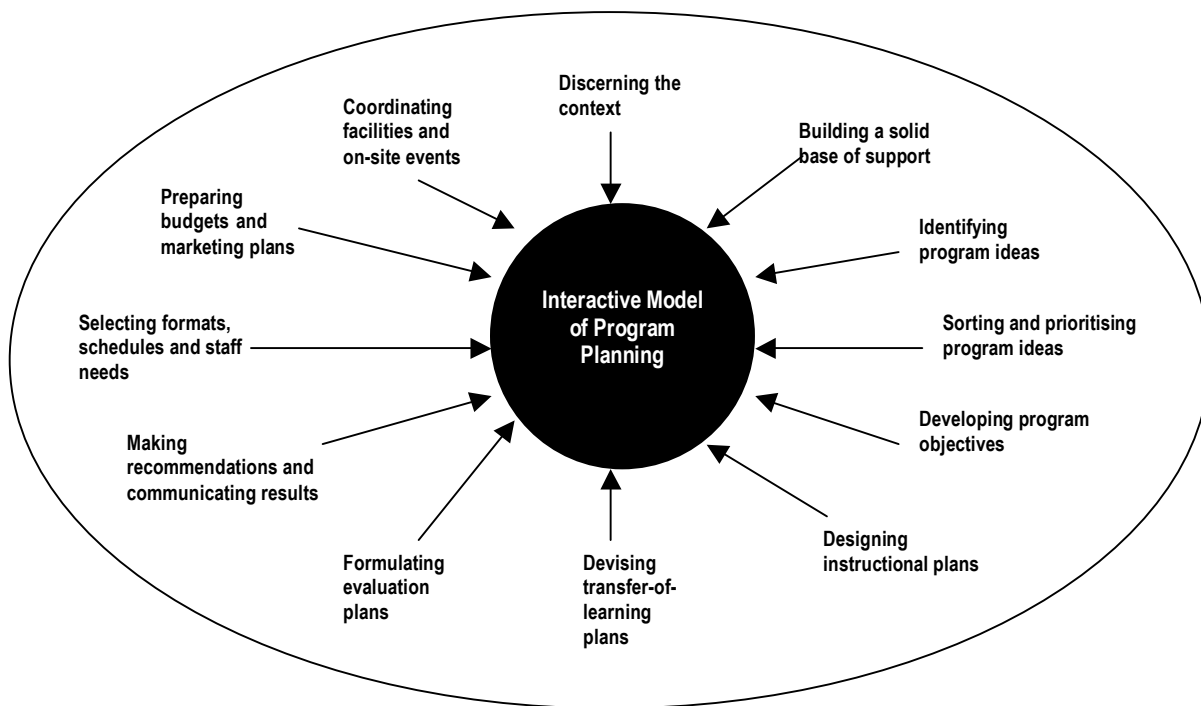 Discerning the
context
Building a solid
base of support
Identifying
program ideas
Sorting and prioritising
program ideas
Developing program
objectives
Designing
instructional plans
Devising
transfer-of-
learning
plans
Formulating
evaluation
plans
Making
recommendations and
communicating results
Selecting formats,
schedules and staff
needs
Preparing
budgets and
marketing plans
Coordinating
facilities and
on-site events
Interactive Model
of Program
Planning